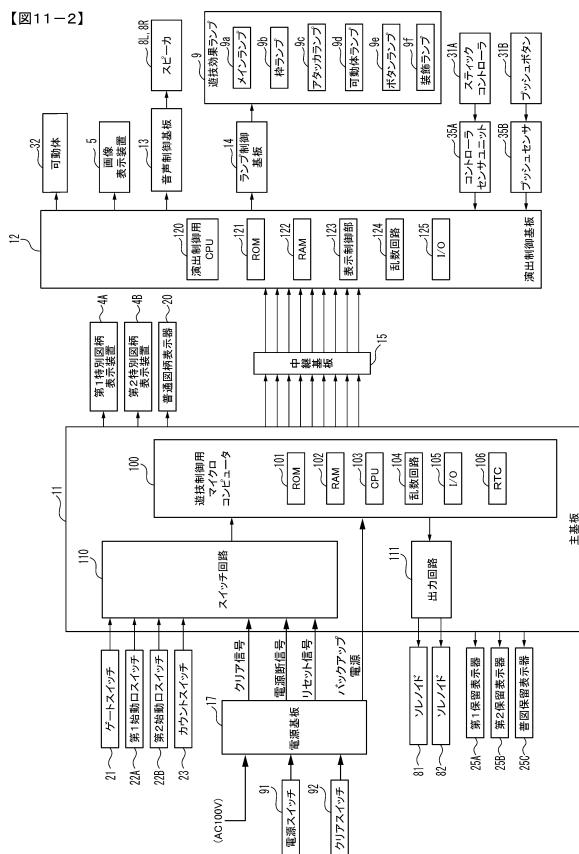 【図11-2】
32
可動体
5
画像
表示装置
13
音声制御基板
8L, 8R
スピーカ
9
遊技効果ランプ
9a
メインランプ
9b
枠ランプ
9c
アタッカランプ
9d
可動体ランプ
9e
ボタンランプ
9f
装飾ランプ
14
ランプ制御
基板
31A
スティック
コントローラ
31B
プッシュボタン
35A
コントローラ
センサユニット
35B
プッシュセンサ
12
120
演出制御用
CPU
121
ROM
122
RAM
123
表示制御部
124
乱数回路
125
I/O
演出制御基板
4A
第1特別図柄
表示装置
4B
第2特別図柄
表示装置
20
普通図柄表示器
中継
基板
15
11
100
遊技制御用
マイクロ
コンピュータ
101
ROM
102
RAM
103
CPU
104
乱数回路
105
I/O
106
RTC
主基板
110
スイッチ回路
111
出力回路
クリア信号
電源断信号
リセット信号
バックアップ
電源
21
ゲートスイッチ
22A
第1始動口スイッチ
22B
第2始動口スイッチ
23
カウントスイッチ
17
電源基板
(AC100V)
91
電源スイッチ
92
クリアスイッチ
81
ソレノイド
82
ソレノイド
25A
第1保留表示器
25B
第2保留表示器
25C
普図保留表示器